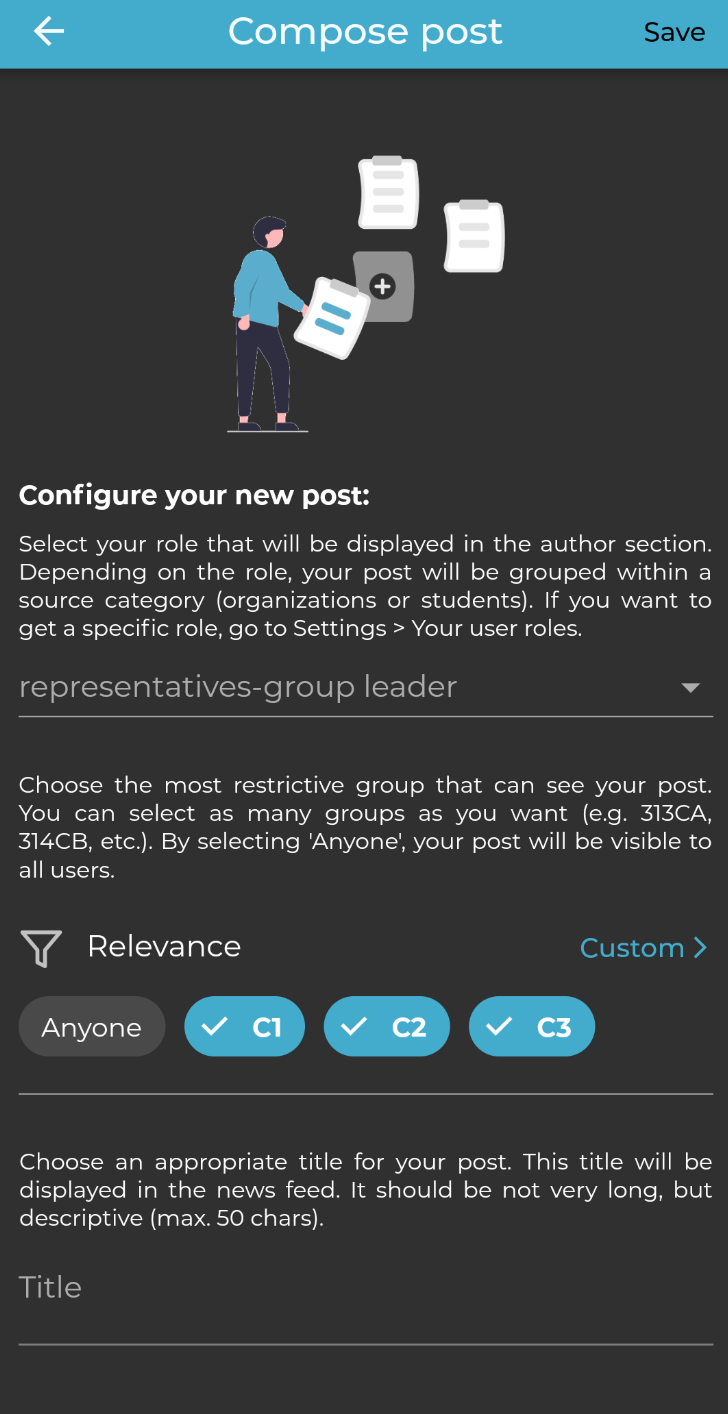 Compose post
Save
Configure your new post:
Select your role that will be displayed in the author section.
Depending on the role, your post will be grouped within a
source category (organizations or students). If you want to
get a specific role, go to Settings > Your user roles.
representatives-group leader
Choose the most restrictive group that can see your post.
You can select as many groups as you want (e.g. 313CA,
314CB, etc.). By selecting 'Anyone', your post will be visible to
all users.
Relevance
Custom
Anyone
C1
C2
C3
Choose an appropriate title for your post. This title will be
displayed in the news feed. It should be not very long, but
descriptive (max. 50 chars).
Title